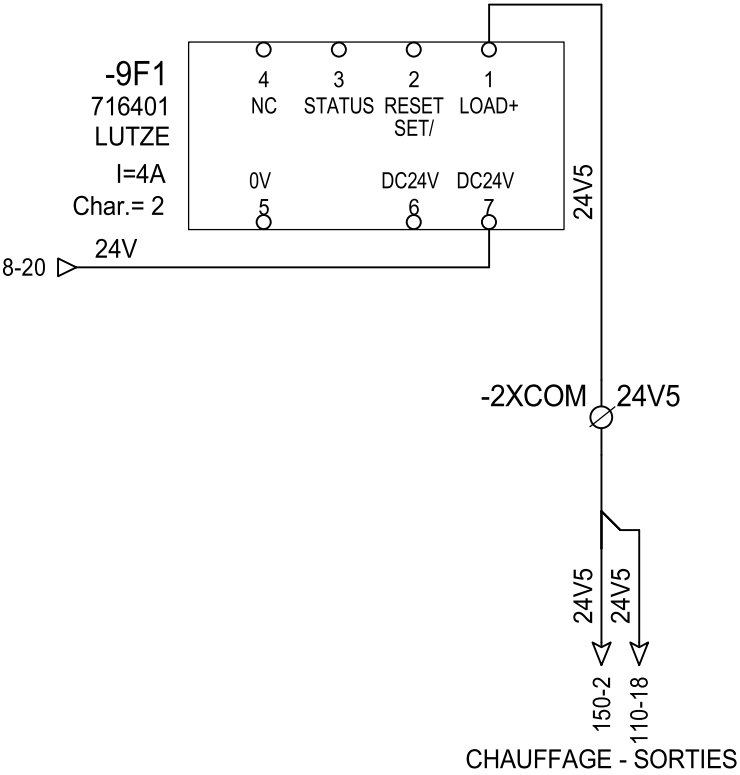 -9F1
716401
LUTZE
I=4A
Char.= 2
4 3 2 1
NC STATUS RESET LOAD+
SET/
0V DC24V DC24V
5 6 7
24V5
24V
8-20
-2XCOM 24V5
24V5 24V5
150-2 110-18
CHAUFFAGE - SORTIES